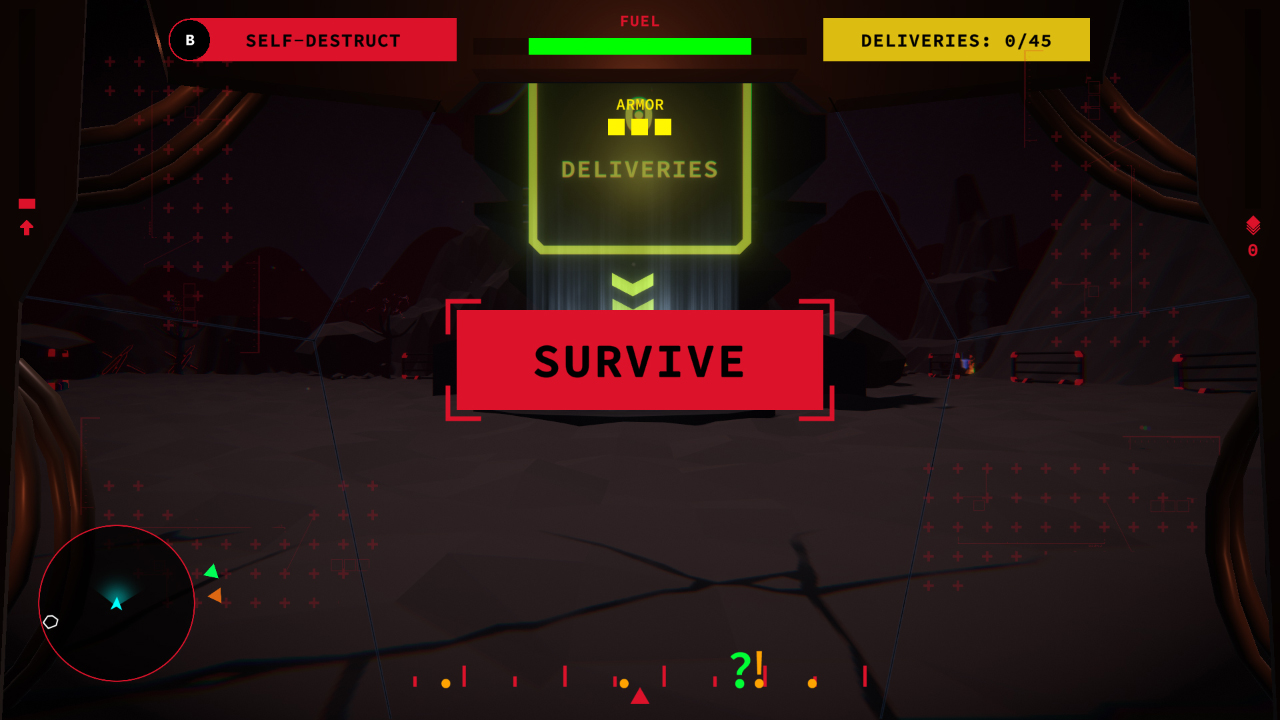 FUEL
B SELF-DESTRUCT
DELIVERIES: 0/45
ARMOR
DELIVERIES
0
SURVIVE
?!